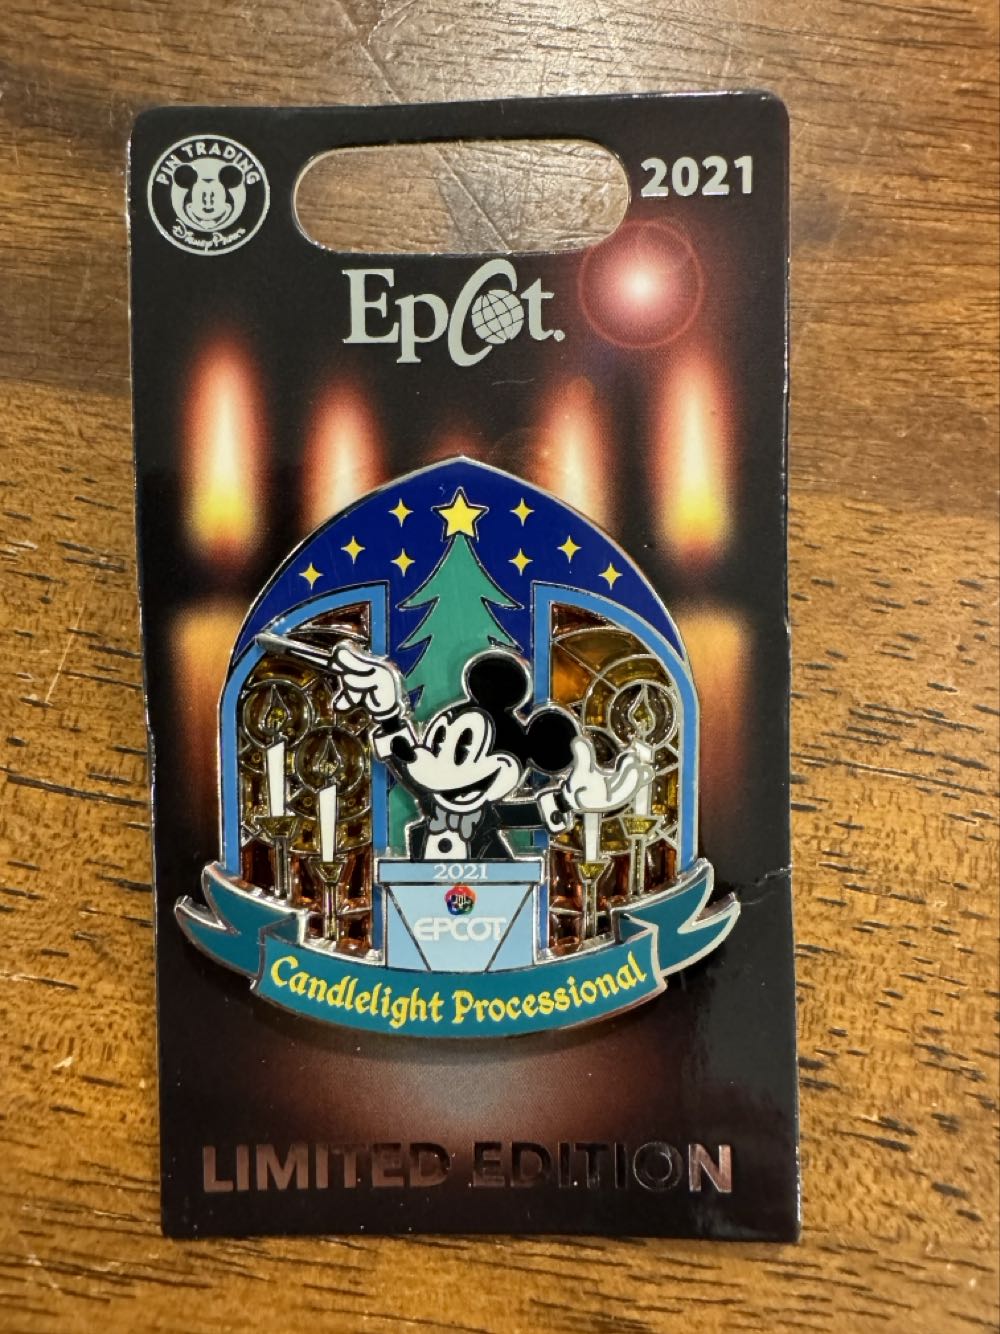 PIN TRADING
Disney Parks
2021
Epcot.
2021
EPCOT
Candlelight Processional
LIMITED EDITION